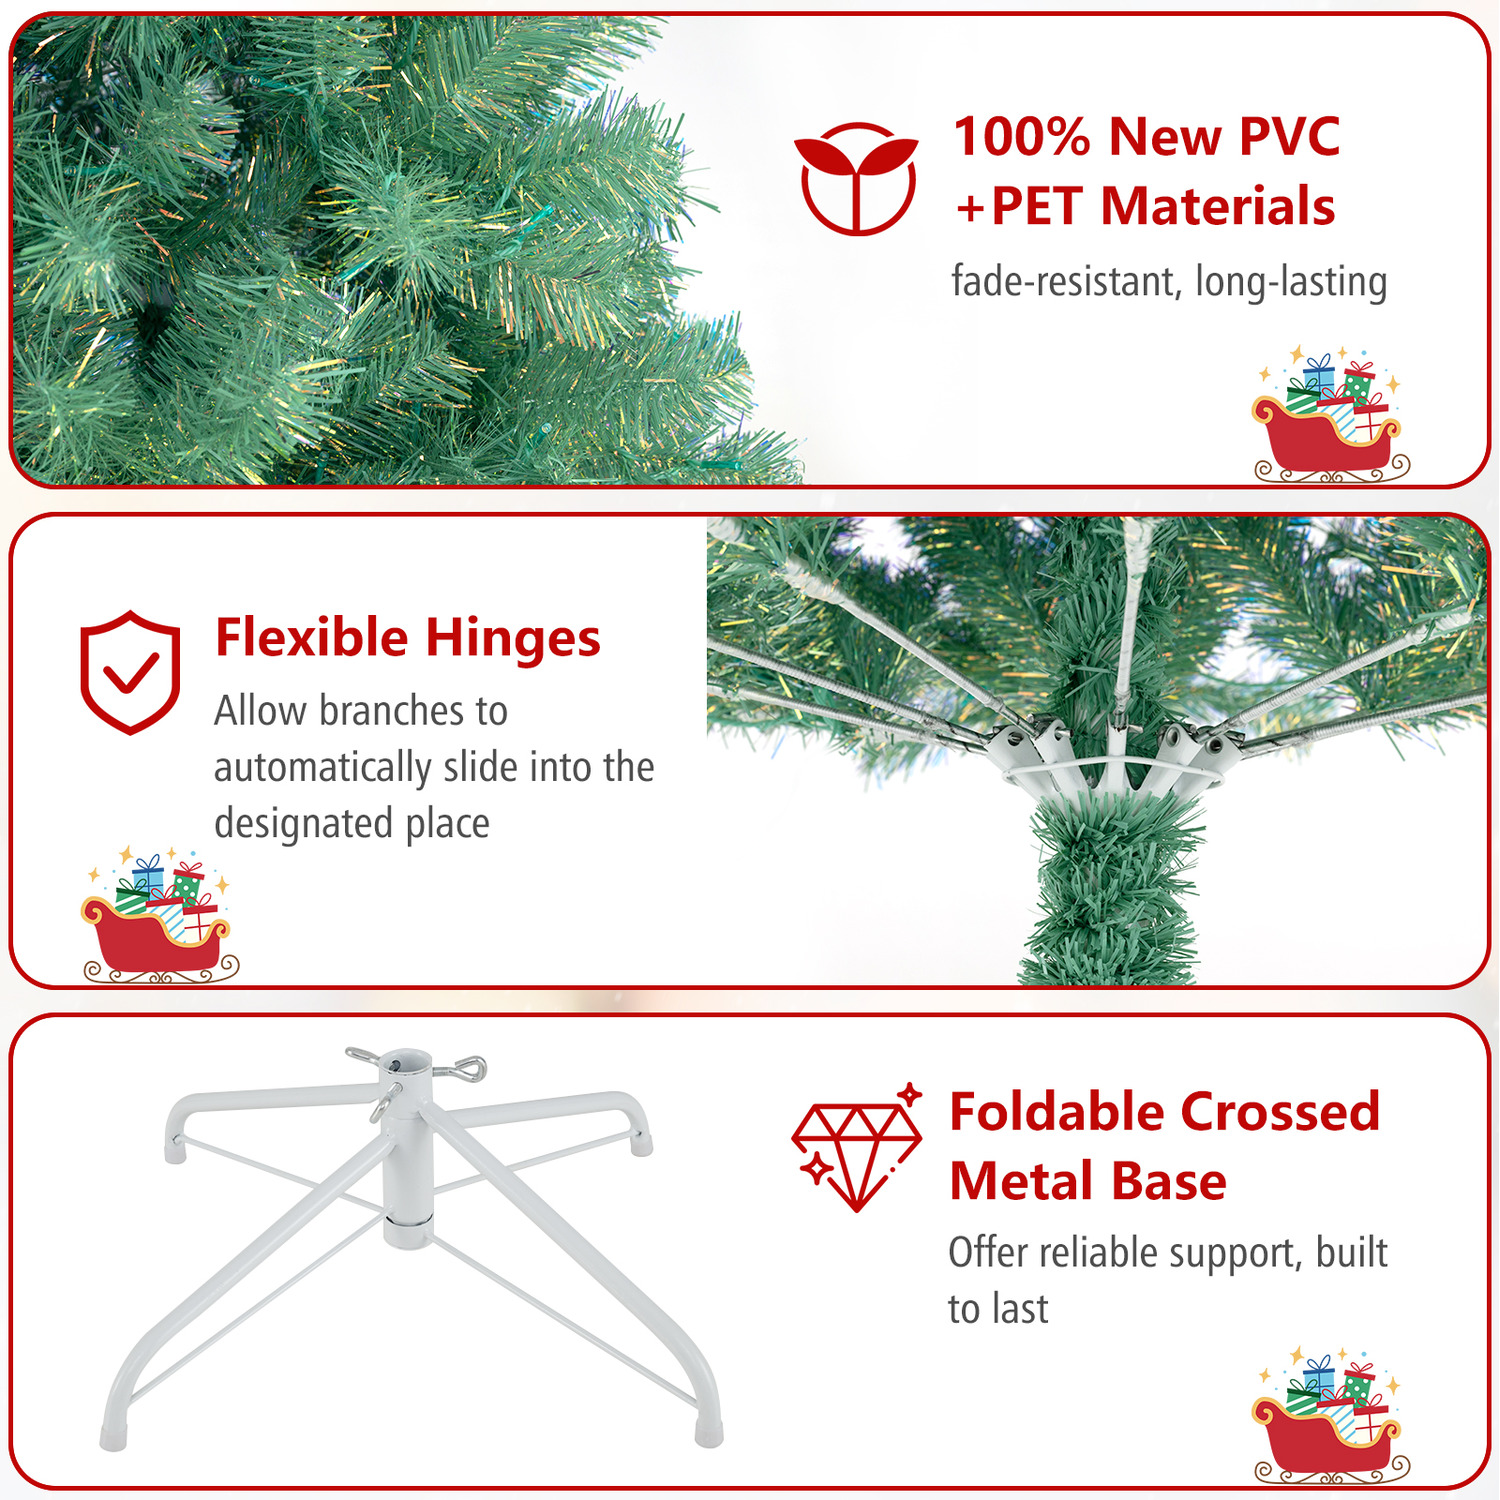 100% New PVC
+PET Materials
fade-resistant, long-lasting
Flexible Hinges
Allow branches to
automatically slide into the
designated place
Foldable Crossed
Metal Base
Offer reliable support, built
to last